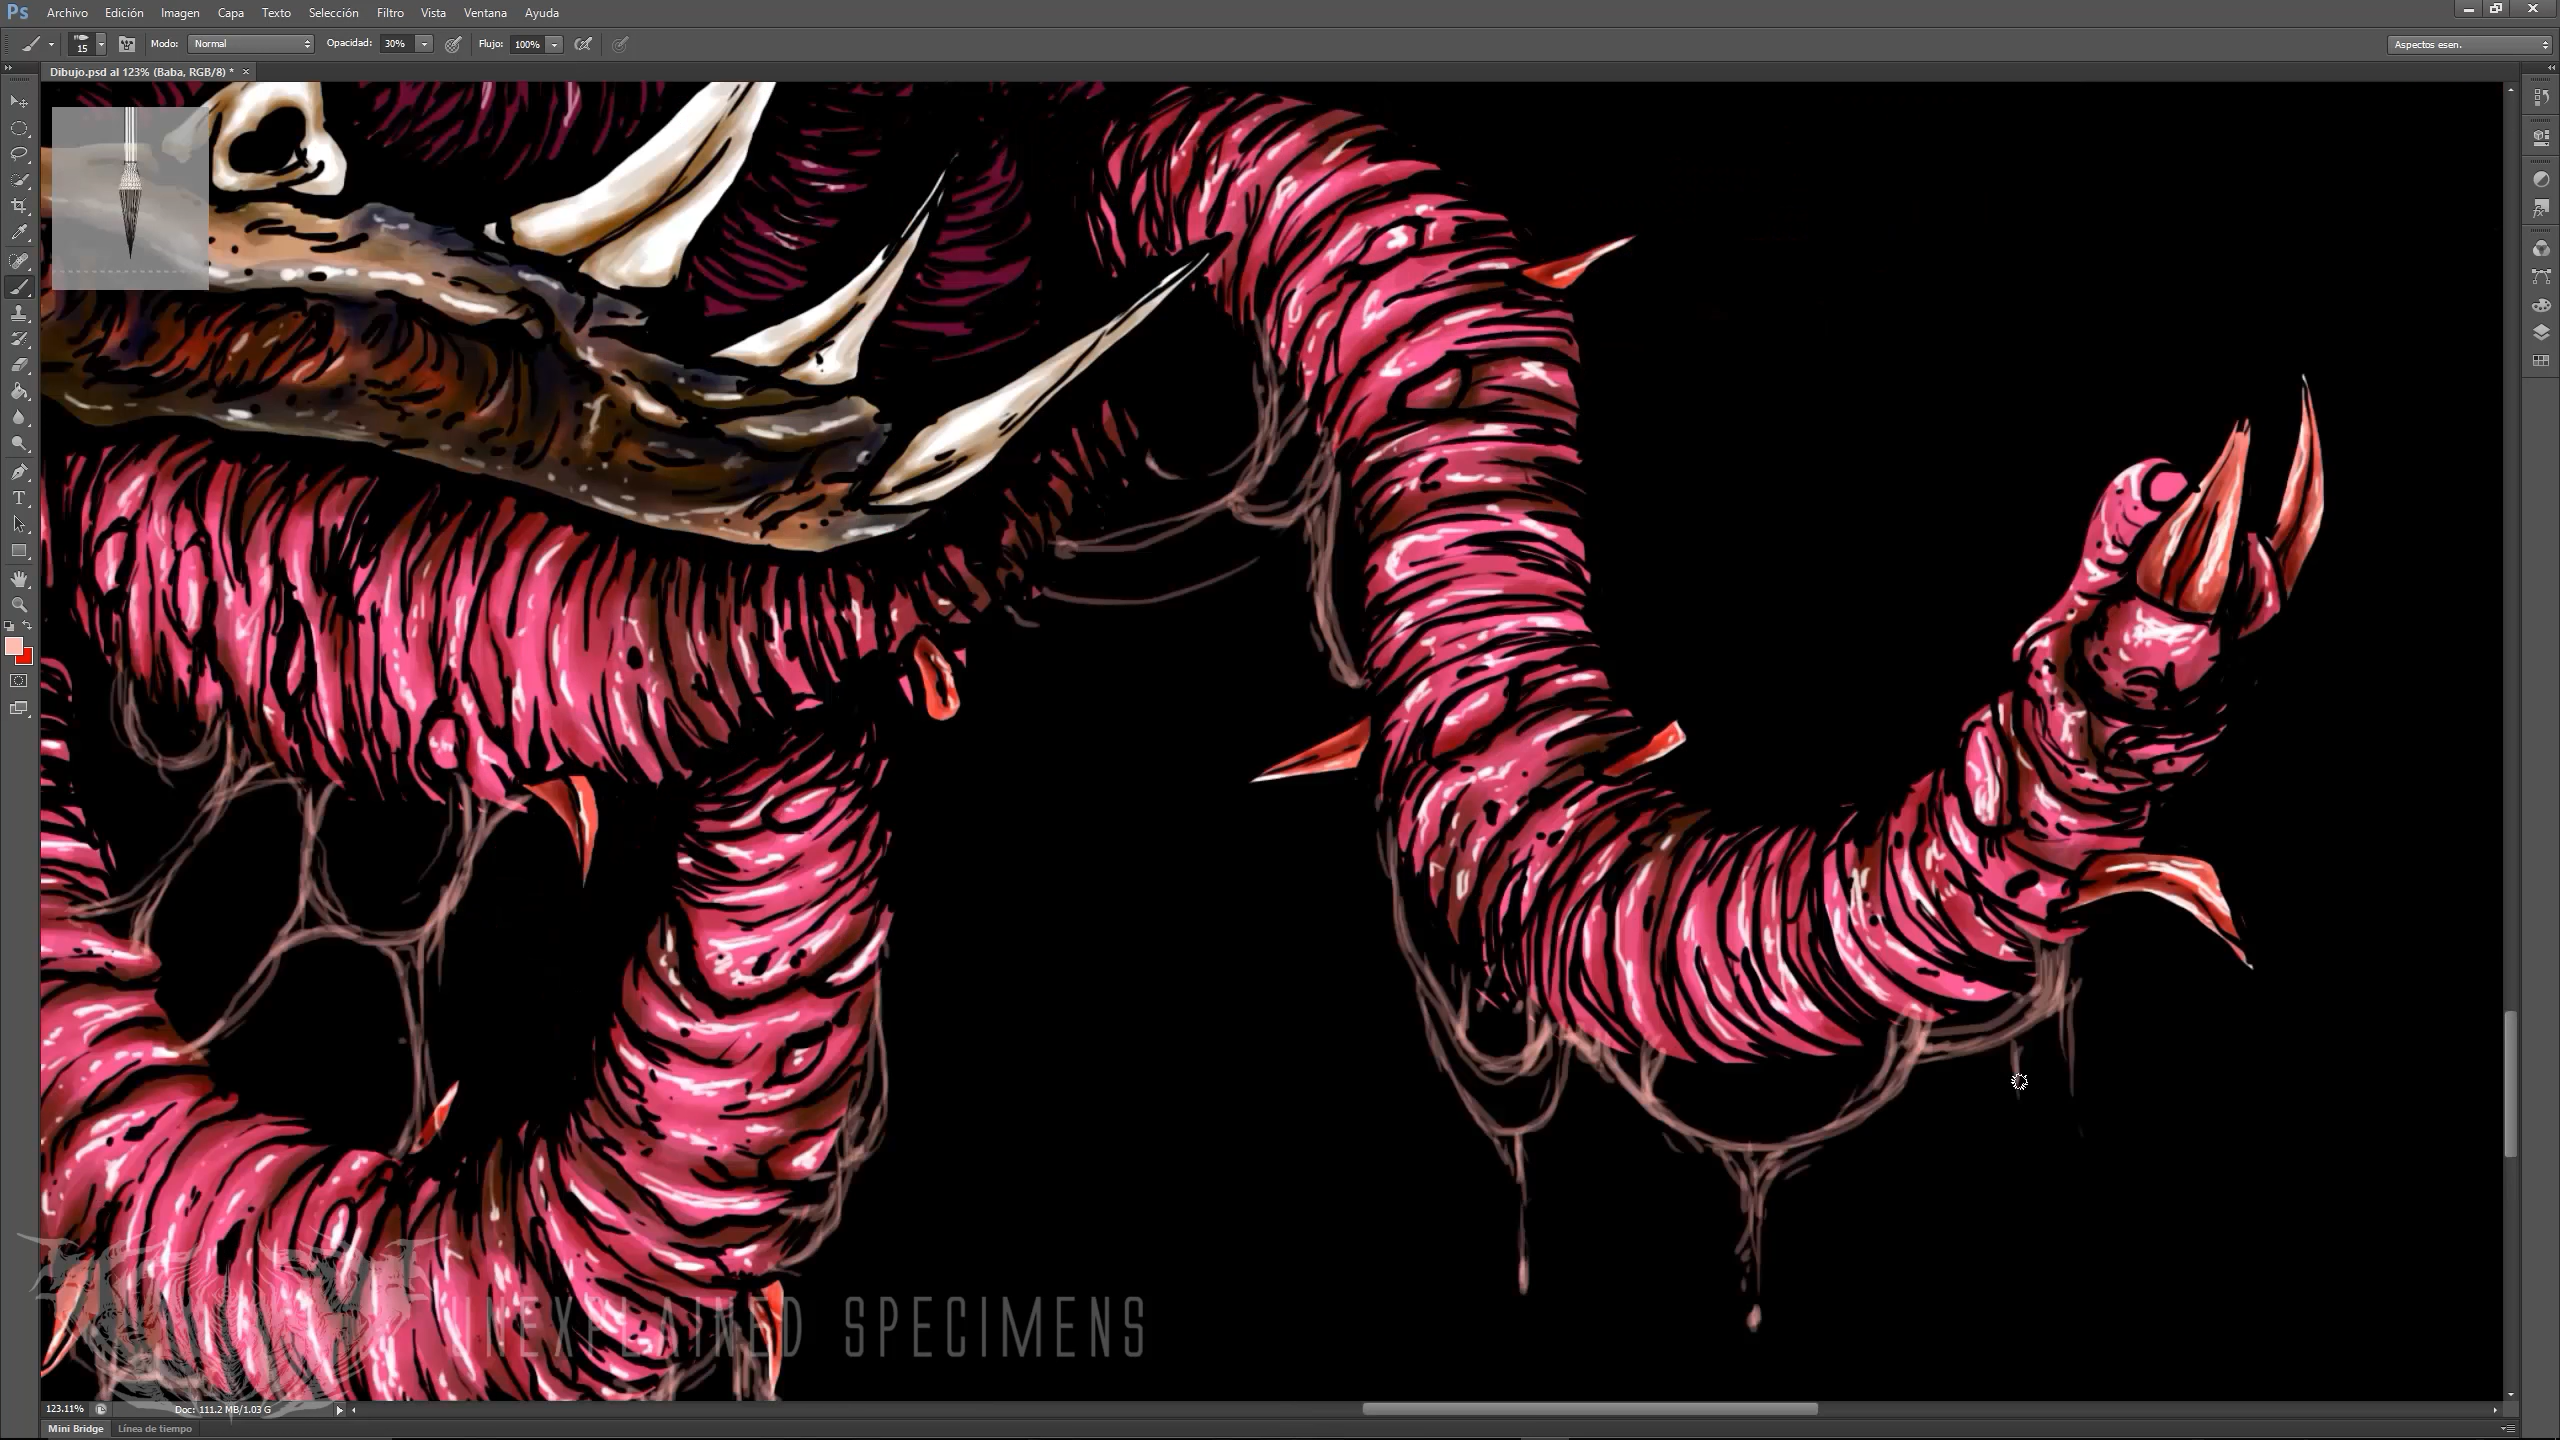 Ps Archivo Edición Imagen Capa Texto Selección Filtro Vista Ventana Ayuda
15 Modo: Normal Opacidad: 30% Flujo: 100% Aspectos esen.
Dibujo.psd al 123% (Baba, RGB/8) * ×
UNEXPLAINED SPECIMENS
123.11% Doc: 111.2 MB/1.03 G
Mini Bridge Línea de tiempo